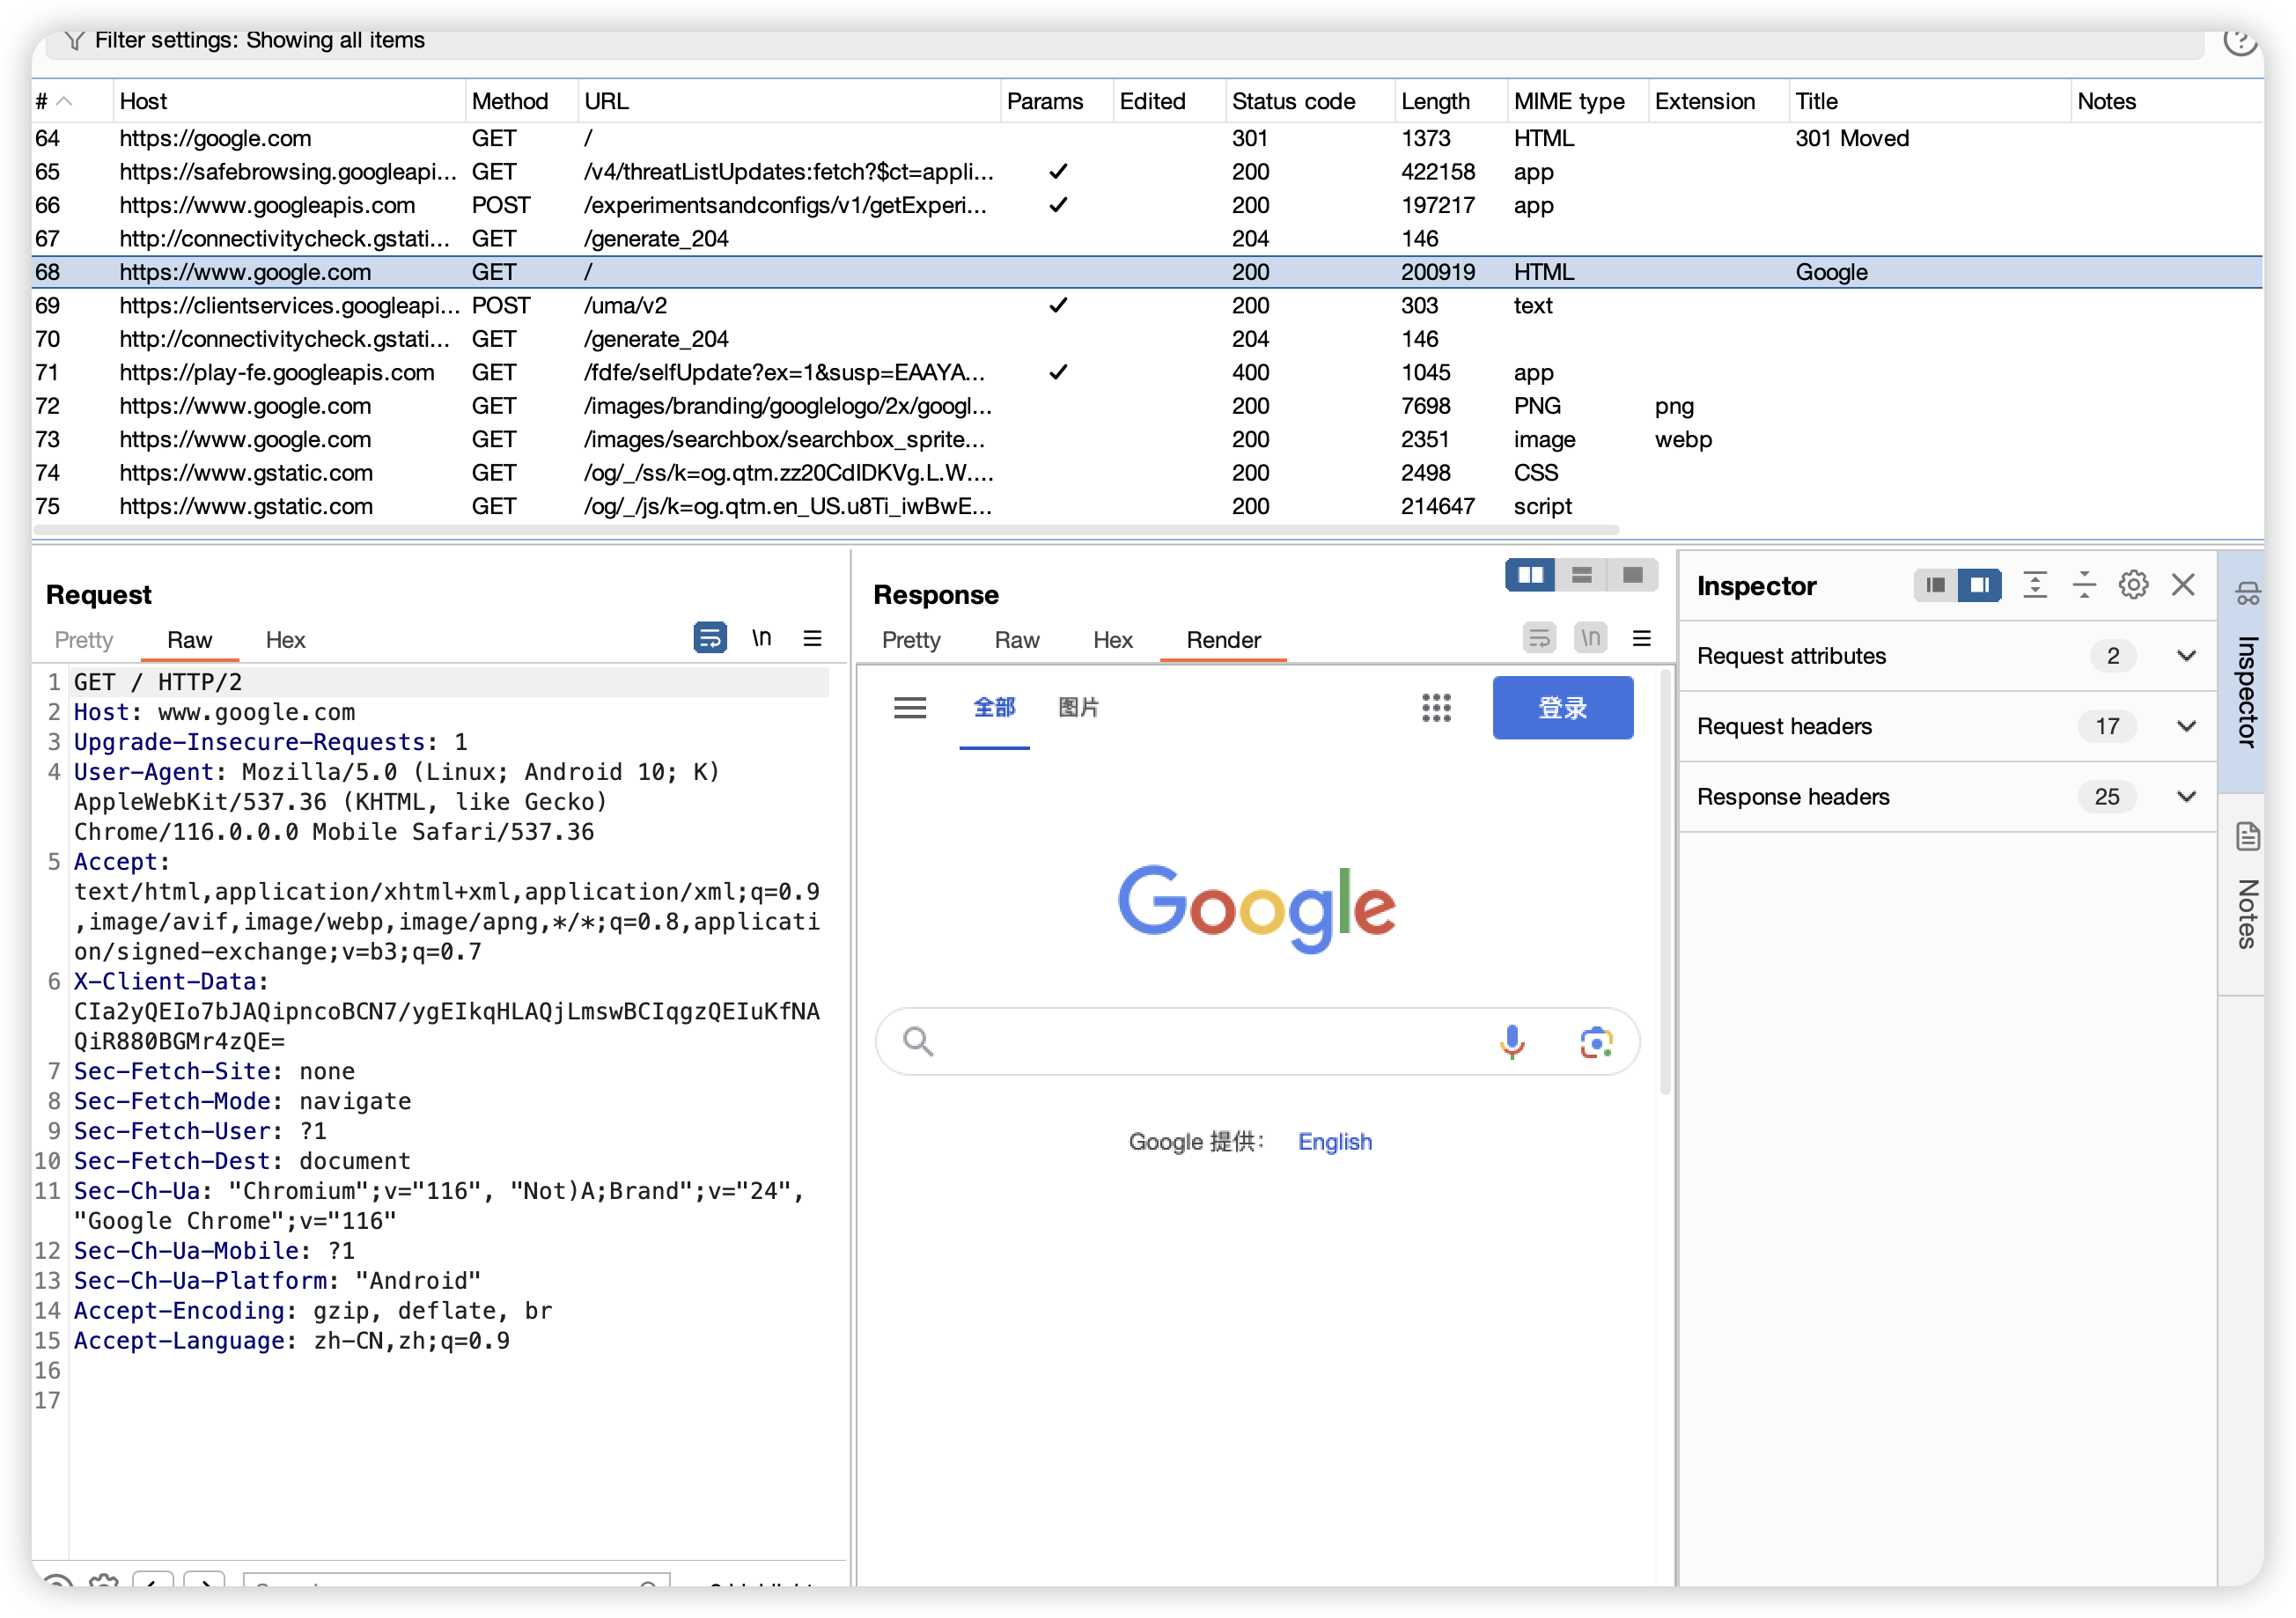 Filter settings: Showing all items
# Host Method URL Params Edited Status code Length MIME type Extension Title Notes
64 https://google.com GET / 301 1373 HTML 301 Moved
65 https://safebrowsing.googleapi... GET /v4/threatListUpdates:fetch?$ct=appli... ✓ 200 422158 app
66 https://www.googleapis.com POST /experimentsandconfigs/v1/getExperi... ✓ 200 197217 app
67 http://connectivitycheck.gstati... GET /generate_204 204 146
68 https://www.google.com GET / 200 200919 HTML Google
69 https://clientservices.googleapi... POST /uma/v2 ✓ 200 303 text
70 http://connectivitycheck.gstati... GET /generate_204 204 146
71 https://play-fe.googleapis.com GET /fdfe/selfUpdate?ex=1&susp=EAAYA... ✓ 400 1045 app
72 https://www.google.com GET /images/branding/googlelogo/2x/googl... 200 7698 PNG png
73 https://www.google.com GET /images/searchbox/searchbox_sprite... 200 2351 image webp
74 https://www.gstatic.com GET /og/_/ss/k=og.qtm.zz20CdIDKVg.L.W.... 200 2498 CSS
75 https://www.gstatic.com GET /og/_/js/k=og.qtm.en_US.u8Ti_iwBwE... 200 214647 script
Request
Pretty Raw Hex \n
1 GET / HTTP/2
2 Host: www.google.com
3 Upgrade-Insecure-Requests: 1
4 User-Agent: Mozilla/5.0 (Linux; Android 10; K)
AppleWebKit/537.36 (KHTML, like Gecko)
Chrome/116.0.0.0 Mobile Safari/537.36
5 Accept:
text/html,application/xhtml+xml,application/xml;q=0.9
,image/avif,image/webp,image/apng,*/*;q=0.8,applicati
on/signed-exchange;v=b3;q=0.7
6 X-Client-Data:
CIa2yQEIo7bJAQipncoBCN7/ygEIkqHLAQjLmswBCIqgzQEIuKfNA
QiR880BGMr4zQE=
7 Sec-Fetch-Site: none
8 Sec-Fetch-Mode: navigate
9 Sec-Fetch-User: ?1
10 Sec-Fetch-Dest: document
11 Sec-Ch-Ua: "Chromium";v="116", "Not)A;Brand";v="24",
"Google Chrome";v="116"
12 Sec-Ch-Ua-Mobile: ?1
13 Sec-Ch-Ua-Platform: "Android"
14 Accept-Encoding: gzip, deflate, br
15 Accept-Language: zh-CN,zh;q=0.9
16
17
Response
Pretty Raw Hex Render \n
全部 图片 登录
Google
Google 提供： English
Inspector
Request attributes 2
Request headers 17
Response headers 25
Inspector
Notes